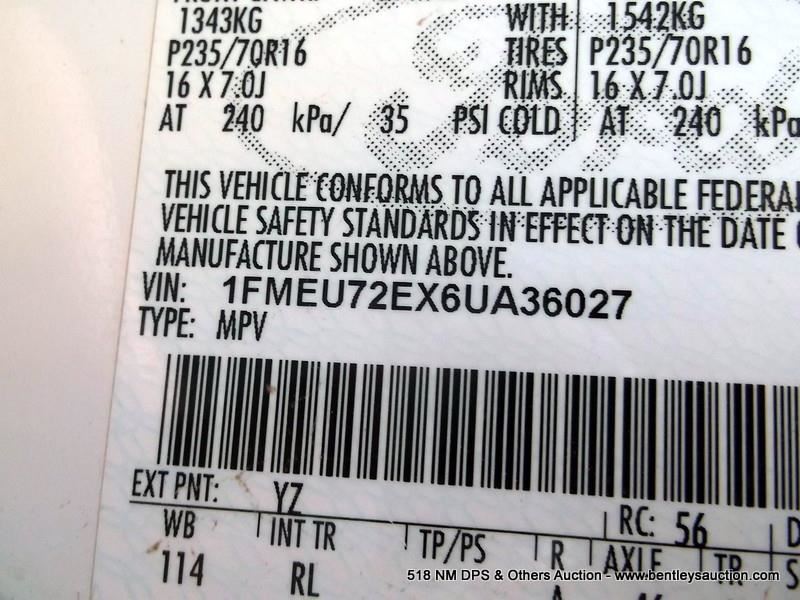 1343KG WITH 1542KG
P235/70R16 TIRES P235/70R16
16 X 7.0J RIMS 16 X 7.0J
AT 240 kPa/ 35 PSI COLD AT 240 kPa
THIS VEHICLE CONFORMS TO ALL APPLICABLE FEDERAL
VEHICLE SAFETY STANDARDS IN EFFECT ON THE DATE
MANUFACTURE SHOWN ABOVE.
VIN: 1FMEU72EX6UA36027
TYPE: MPV
EXT PNT: YZ RC: 56
WB INT TR TP/PS R AXLE TR
114 RL
518 NM DPS & Others Auction - www.bentleysauction.com